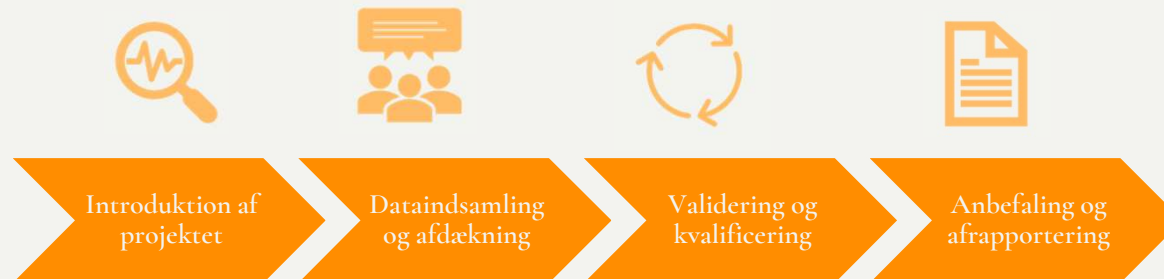 Introduktion af
projektet
Dataindsamling
og afdækning
Validering og
kvalificering
Anbefaling og
afrapportering